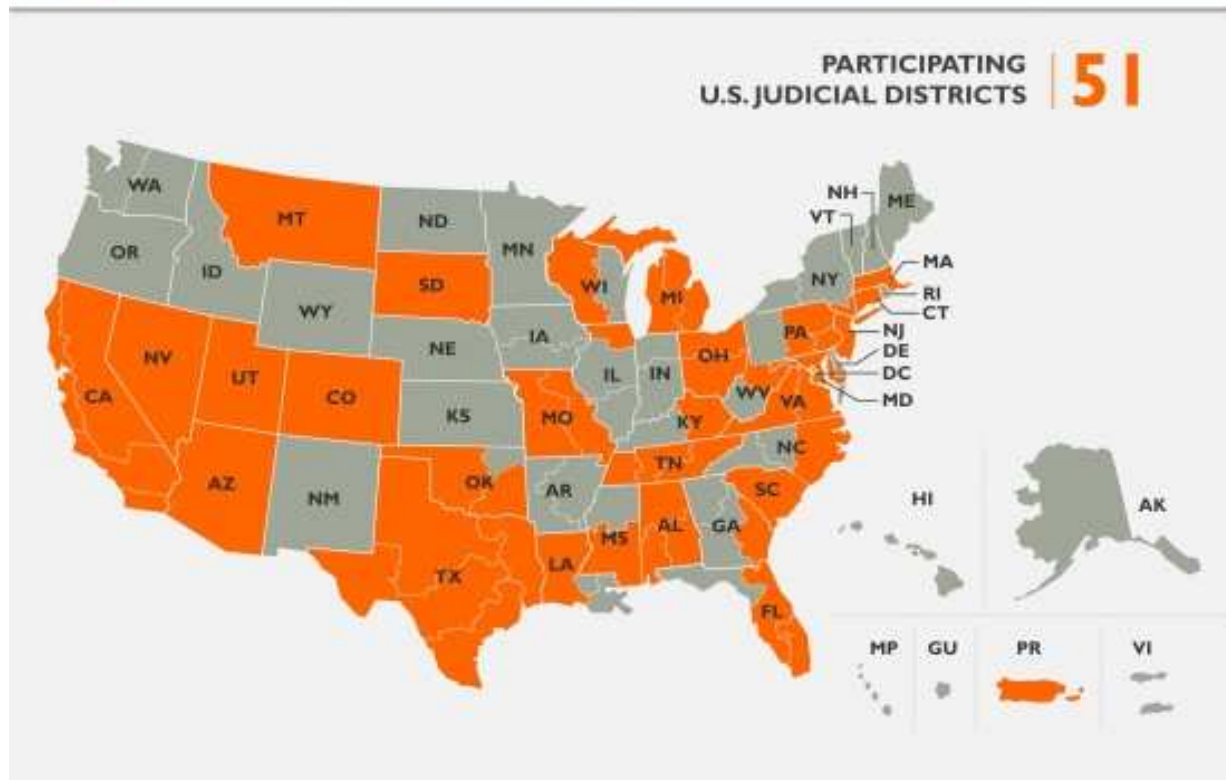 PARTICIPATING
U.S. JUDICIAL DISTRICTS
51
WA
MT
ND
MN
NH
VT
ME
OR
ID
SD
WI
MI
NY
MA
RI
CT
WY
IA
NE
PA
NJ
OH
DE
DC
MD
NV
UT
CO
CA
IL
IN
WV
VA
KS
MO
KY
AZ
NM
OK
AR
TN
NC
SC
MS
AL
GA
TX
LA
FL
HI
AK
MP
GU
PR
VI